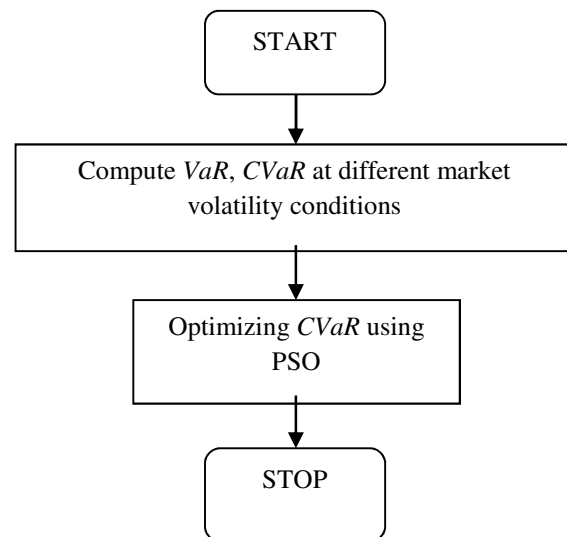 START
Compute VaR, CVaR at different market
volatility conditions
Optimizing CVaR using
PSO
STOP